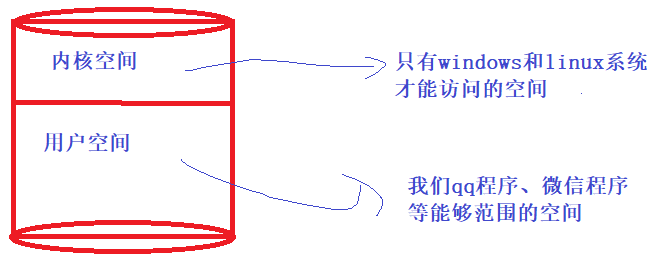 内核空间
只有windows和linux系统
才能访问的空间
用户空间
我们qq程序、微信程序
等能够范围的空间